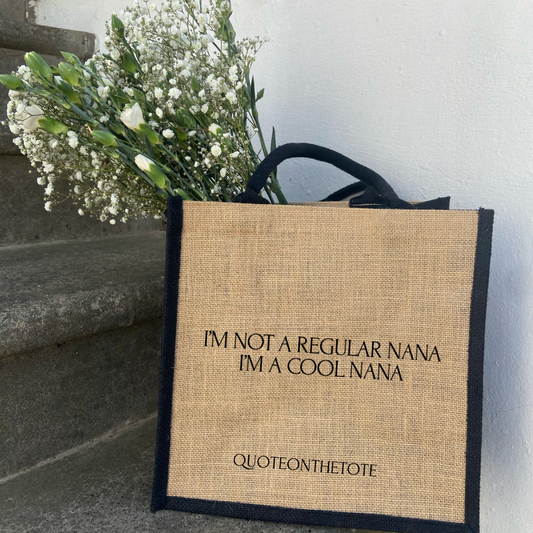 I'M NOT A REGULAR NANA
I'M A COOL NANA
QUOTEONTHETOTE